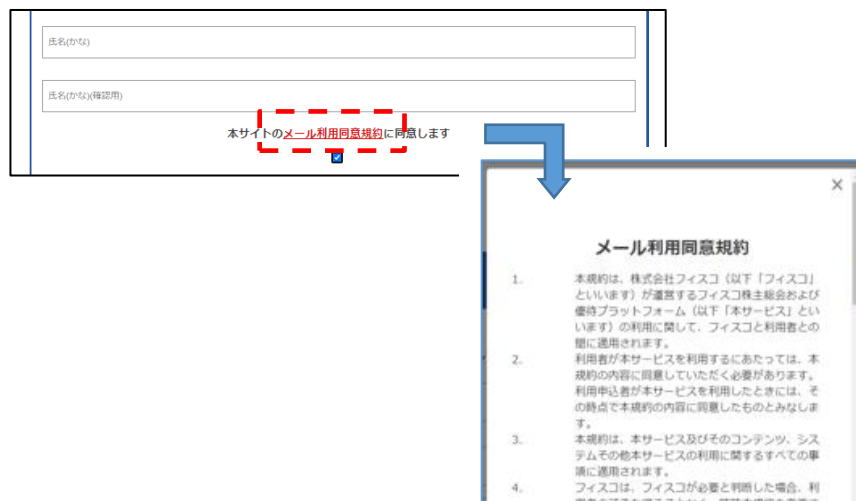 氏名(かな)
氏名(かな)(確認用)
本サイトのメール利用同意規約に同意します
×
メール利用同意規約
1. 本規約は、株式会社フィスコ（以下「フィスコ」
といいます）が運営するフィスコ株主総会および
優待プラットフォーム（以下「本サービス」とい
います）の利用に関して、フィスコと利用者との
間に適用されます。
2. 利用者が本サービスを利用するにあたっては、本
規約の内容に同意していただく必要があります。
利用申込者が本サービスを利用したときには、そ
の時点で本規約の内容に同意したものとみなしま
す。
3. 本規約は、本サービス及びそのコンテンツ、シス
テムその他本サービスの利用に関するすべての事
項に適用されます。
4. フィスコは、フィスコが必要と判断した場合、利